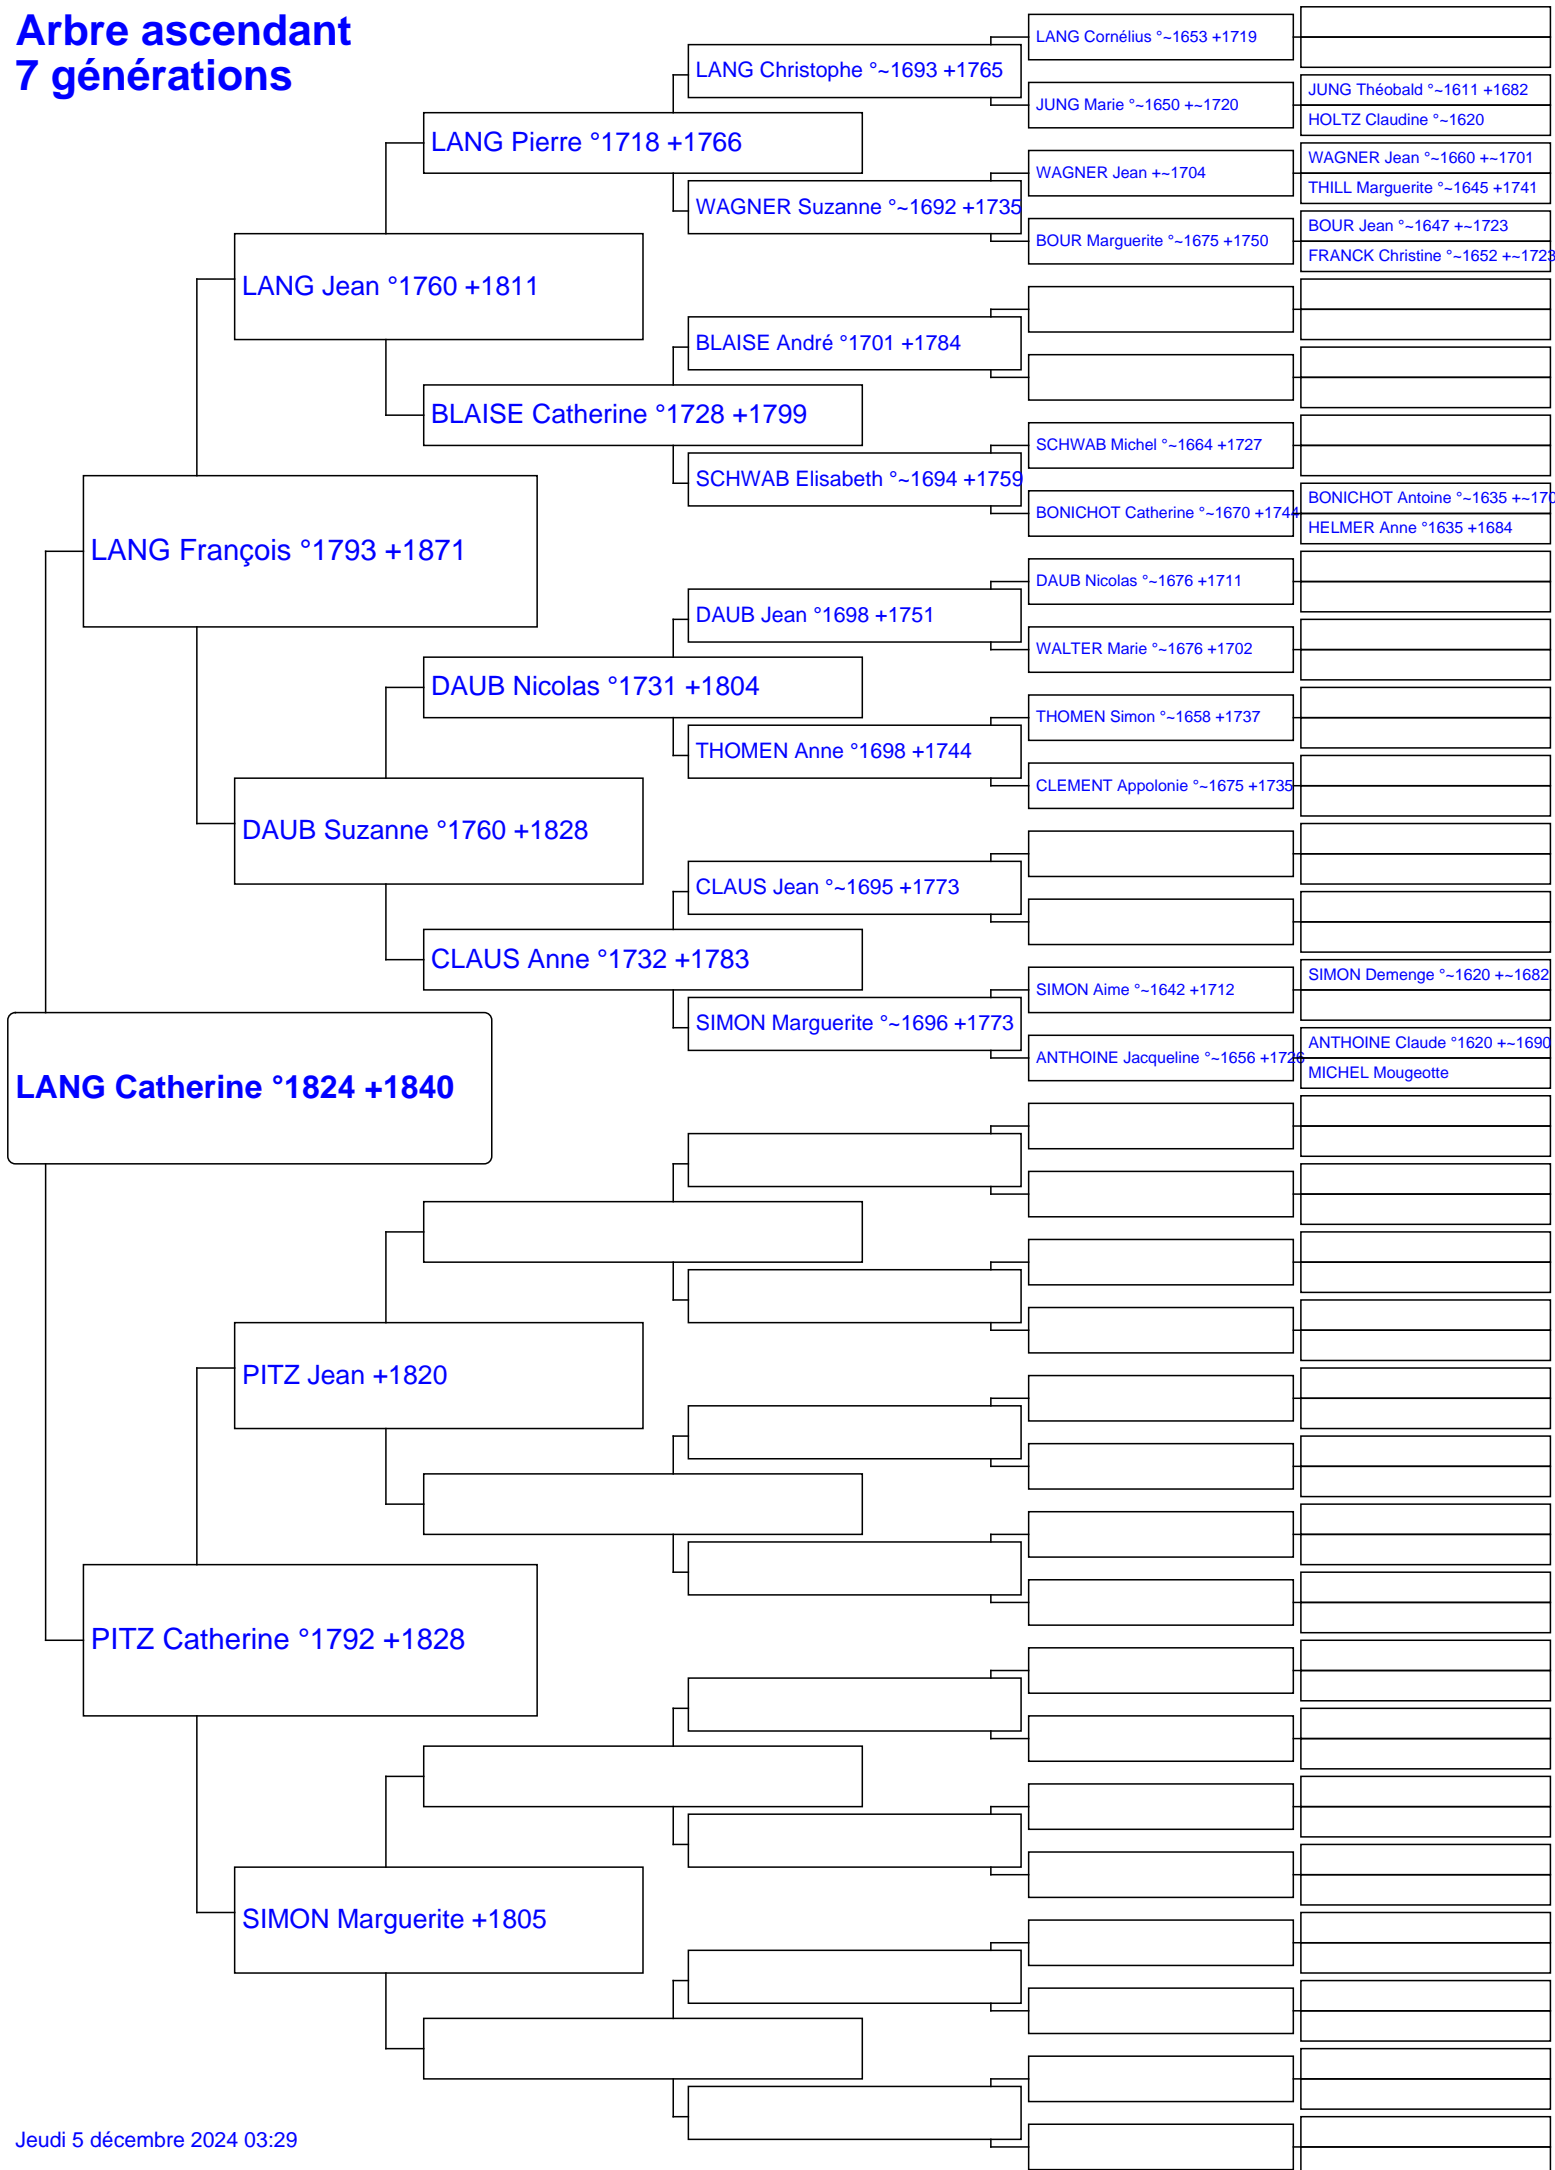 Arbre ascendant
7 générations
LANG Cornélius °~1653 +1719
LANG Christophe °~1693 +1765
JUNG Théobald °~1611 +1682
JUNG Marie °~1650 +~1720
HOLTZ Claudine °~1620
LANG Pierre °1718 +1766
WAGNER Jean °~1660 +~1701
WAGNER Jean +~1704
THILL Marguerite °~1645 +1741
WAGNER Suzanne °~1692 +1735
BOUR Jean °~1647 +~1723
BOUR Marguerite °~1675 +1750
FRANCK Christine °~1652 +~1723
LANG Jean °1760 +1811
BLAISE André °1701 +1784
BLAISE Catherine °1728 +1799
SCHWAB Michel °~1664 +1727
SCHWAB Elisabeth °~1694 +1759
BONICHOT Antoine °~1635 +~170
BONICHOT Catherine °~1670 +1744
HELMER Anne °1635 +1684
LANG François °1793 +1871
DAUB Nicolas °~1676 +1711
DAUB Jean °1698 +1751
WALTER Marie °~1676 +1702
DAUB Nicolas °1731 +1804
THOMEN Simon °~1658 +1737
THOMEN Anne °1698 +1744
CLEMENT Appolonie °~1675 +1735
DAUB Suzanne °1760 +1828
CLAUS Jean °~1695 +1773
CLAUS Anne °1732 +1783
SIMON Demenge °~1620 +~1682
SIMON Aime °~1642 +1712
SIMON Marguerite °~1696 +1773
ANTHOINE Claude °1620 +~1690
ANTHOINE Jacqueline °~1656 +1726
MICHEL Mougeotte
LANG Catherine °1824 +1840
PITZ Jean +1820
PITZ Catherine °1792 +1828
SIMON Marguerite +1805
Jeudi 5 décembre 2024 03:29